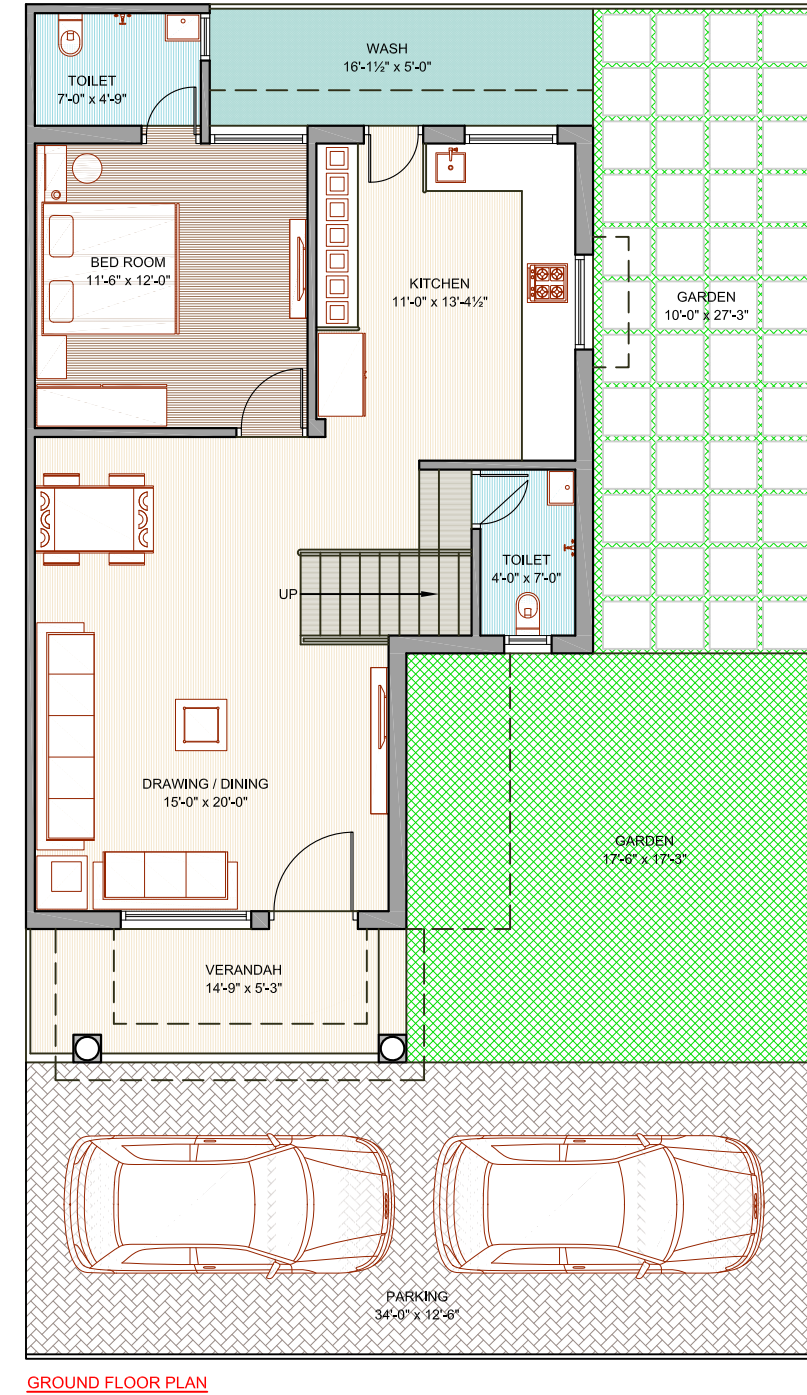 WASH
16'-1½" x 5'-0"
TOILET
7'-0" x 4'-9"
BED ROOM
11'-6" x 12'-0"
KITCHEN
11'-0" x 13'-4½"
GARDEN
10'-0" x 27'-3"
TOILET
4'-0" x 7'-0"
UP
DRAWING / DINING
15'-0" x 20'-0"
GARDEN
17'-6" x 17'-3"
VERANDAH
14'-9" x 5'-3"
PARKING
34'-0" x 12'-6"
GROUND FLOOR PLAN